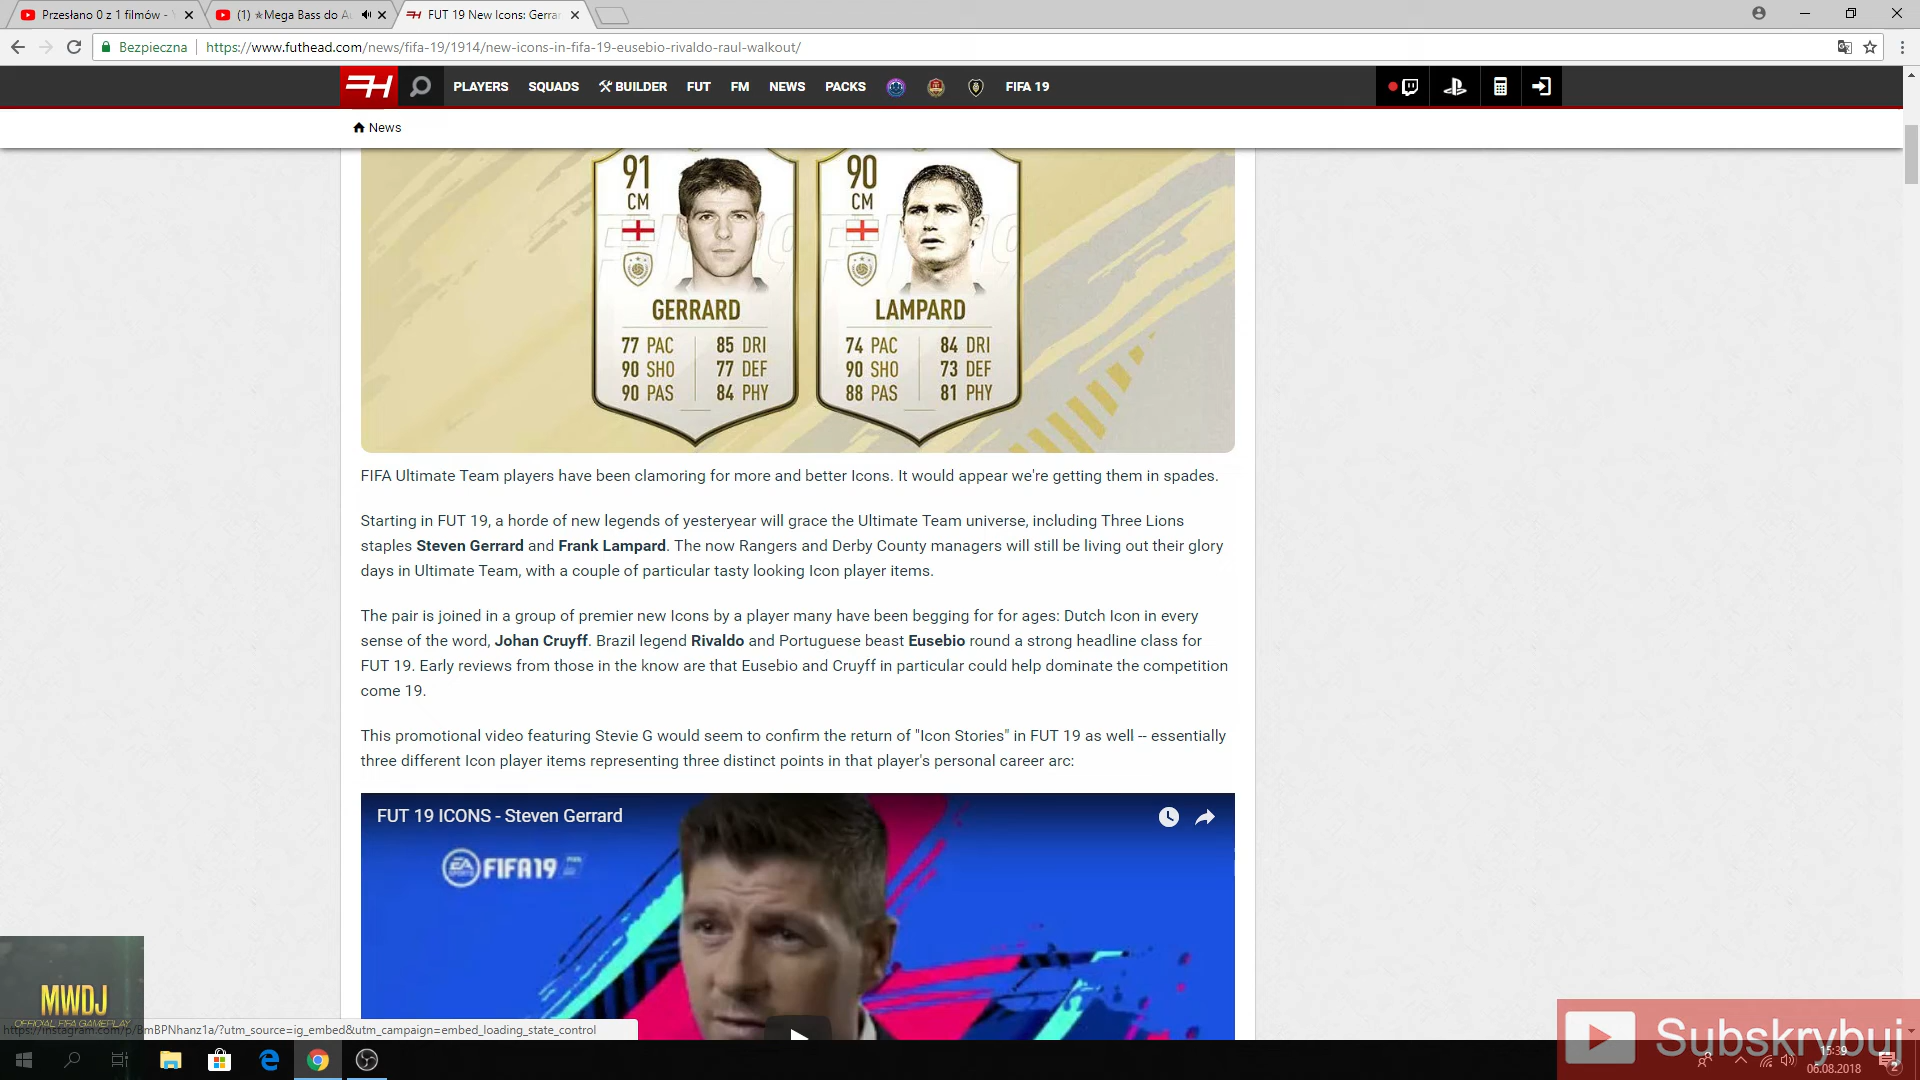 Przesłano 0 z 1 filmów -
(1) ✯Mega Bass do A
FUT 19 New Icons: Gerrar
Bezpieczna
https://www.futhead.com/news/fifa-19/1914/new-icons-in-fifa-19-eusebio-rivaldo-raul-walkout/
PLAYERS SQUADS BUILDER FUT FM NEWS PACKS FIFA 19
News
91 CM
90 CM
GERRARD
LAMPARD
77 PAC 85 DRI
90 SHO 77 DEF
90 PAS 84 PHY
74 PAC 84 DRI
90 SHO 73 DEF
88 PAS 81 PHY
FIFA Ultimate Team players have been clamoring for more and better Icons. It would appear we're getting them in spades.
Starting in FUT 19, a horde of new legends of yesteryear will grace the Ultimate Team universe, including Three Lions
staples Steven Gerrard and Frank Lampard. The now Rangers and Derby County managers will still be living out their glory
days in Ultimate Team, with a couple of particular tasty looking Icon player items.
The pair is joined in a group of premier new Icons by a player many have been begging for for ages: Dutch Icon in every
sense of the word, Johan Cruyff. Brazil legend Rivaldo and Portuguese beast Eusebio round a strong headline class for
FUT 19. Early reviews from those in the know are that Eusebio and Cruyff in particular could help dominate the competition
come 19.
This promotional video featuring Stevie G would seem to confirm the return of "Icon Stories" in FUT 19 as well -- essentially
three different Icon player items representing three distinct points in that player's personal career arc:
FUT 19 ICONS - Steven Gerrard
EA SPORTS FIFA19
MWDJ
OFFICIAL FIFA GAMEPLAY
https://instagram.com/p/BmBPNhanz1a/?utm_source=ig_embed&utm_campaign=embed_loading_state_control
Subskrybuj
15:39
06.08.2018
2